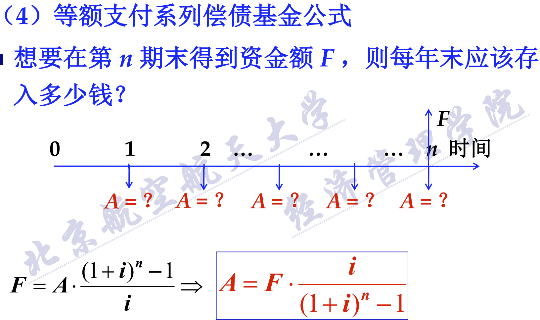 （4）等额支付系列偿债基金公式
想要在第 n 期末得到资金额 F，则每年末应该存
入多少钱？
F
0 1 2 … … … n 时间
A = ? A = ? A = ? A = ? A = ?
F = A · ((1+i)^n − 1) / i ⇒ A = F · i / ((1+i)^n − 1)
北京航空航天大学
经济管理学院